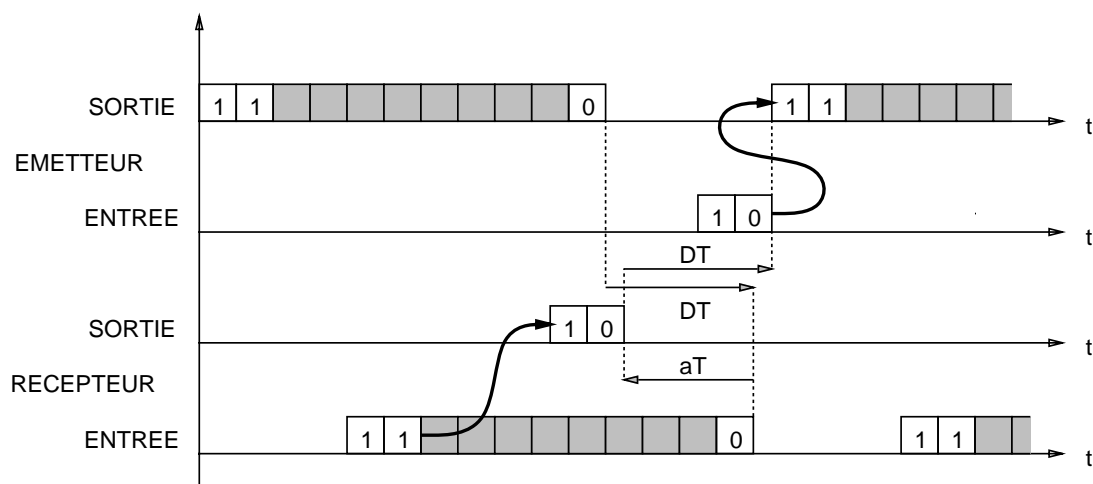 SORTIE 1 1 0 1 1 t
EMETTEUR
ENTREE 1 0 t
DT
DT
SORTIE 1 0 t
aT
RECEPTEUR
ENTREE 1 1 0 1 1 t